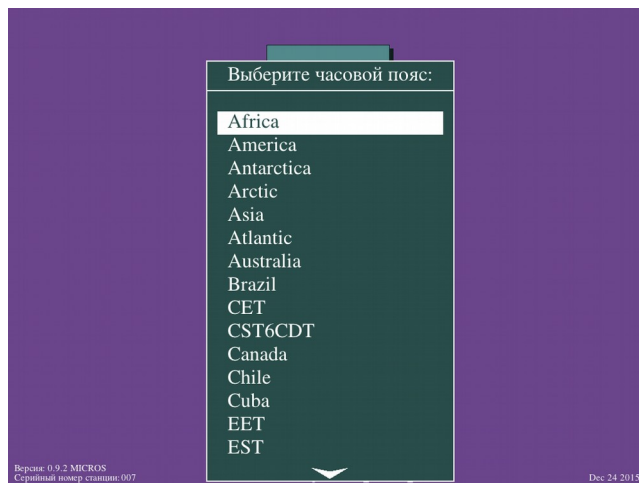 Выберите часовой пояс:
Africa
America
Antarctica
Arctic
Asia
Atlantic
Australia
Brazil
CET
CST6CDT
Canada
Chile
Cuba
EET
EST
Версия: 0.9.2 MICROS
Серийный номер станции: 007
Dec 24 2015